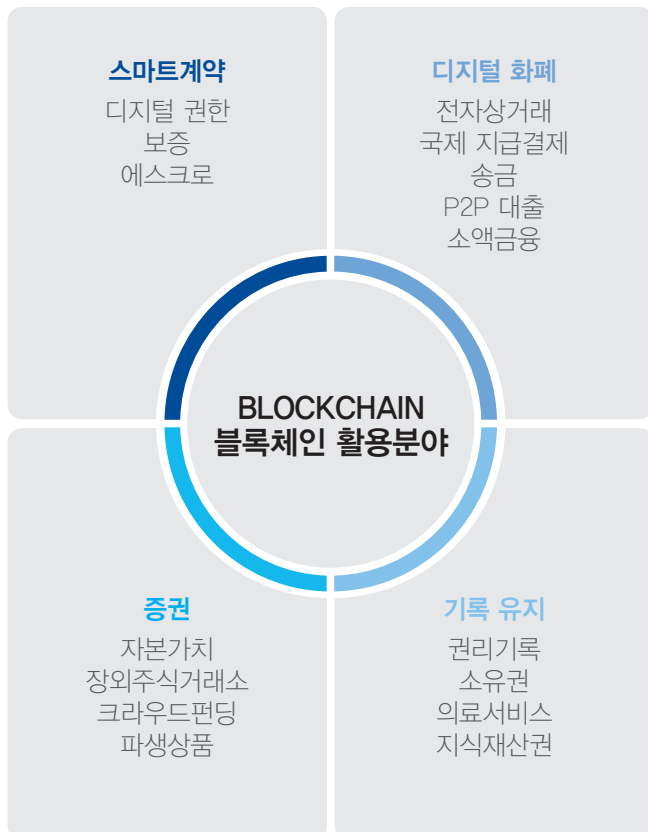 스마트계약
디지털 권한
보증
에스크로
디지털 화폐
전자상거래
국제 지급결제
송금
P2P 대출
소액금융
BLOCKCHAIN
블록체인 활용분야
증권
자본가치
장외주식거래소
크라우드펀딩
파생상품
기록 유지
권리기록
소유권
의료서비스
지식재산권